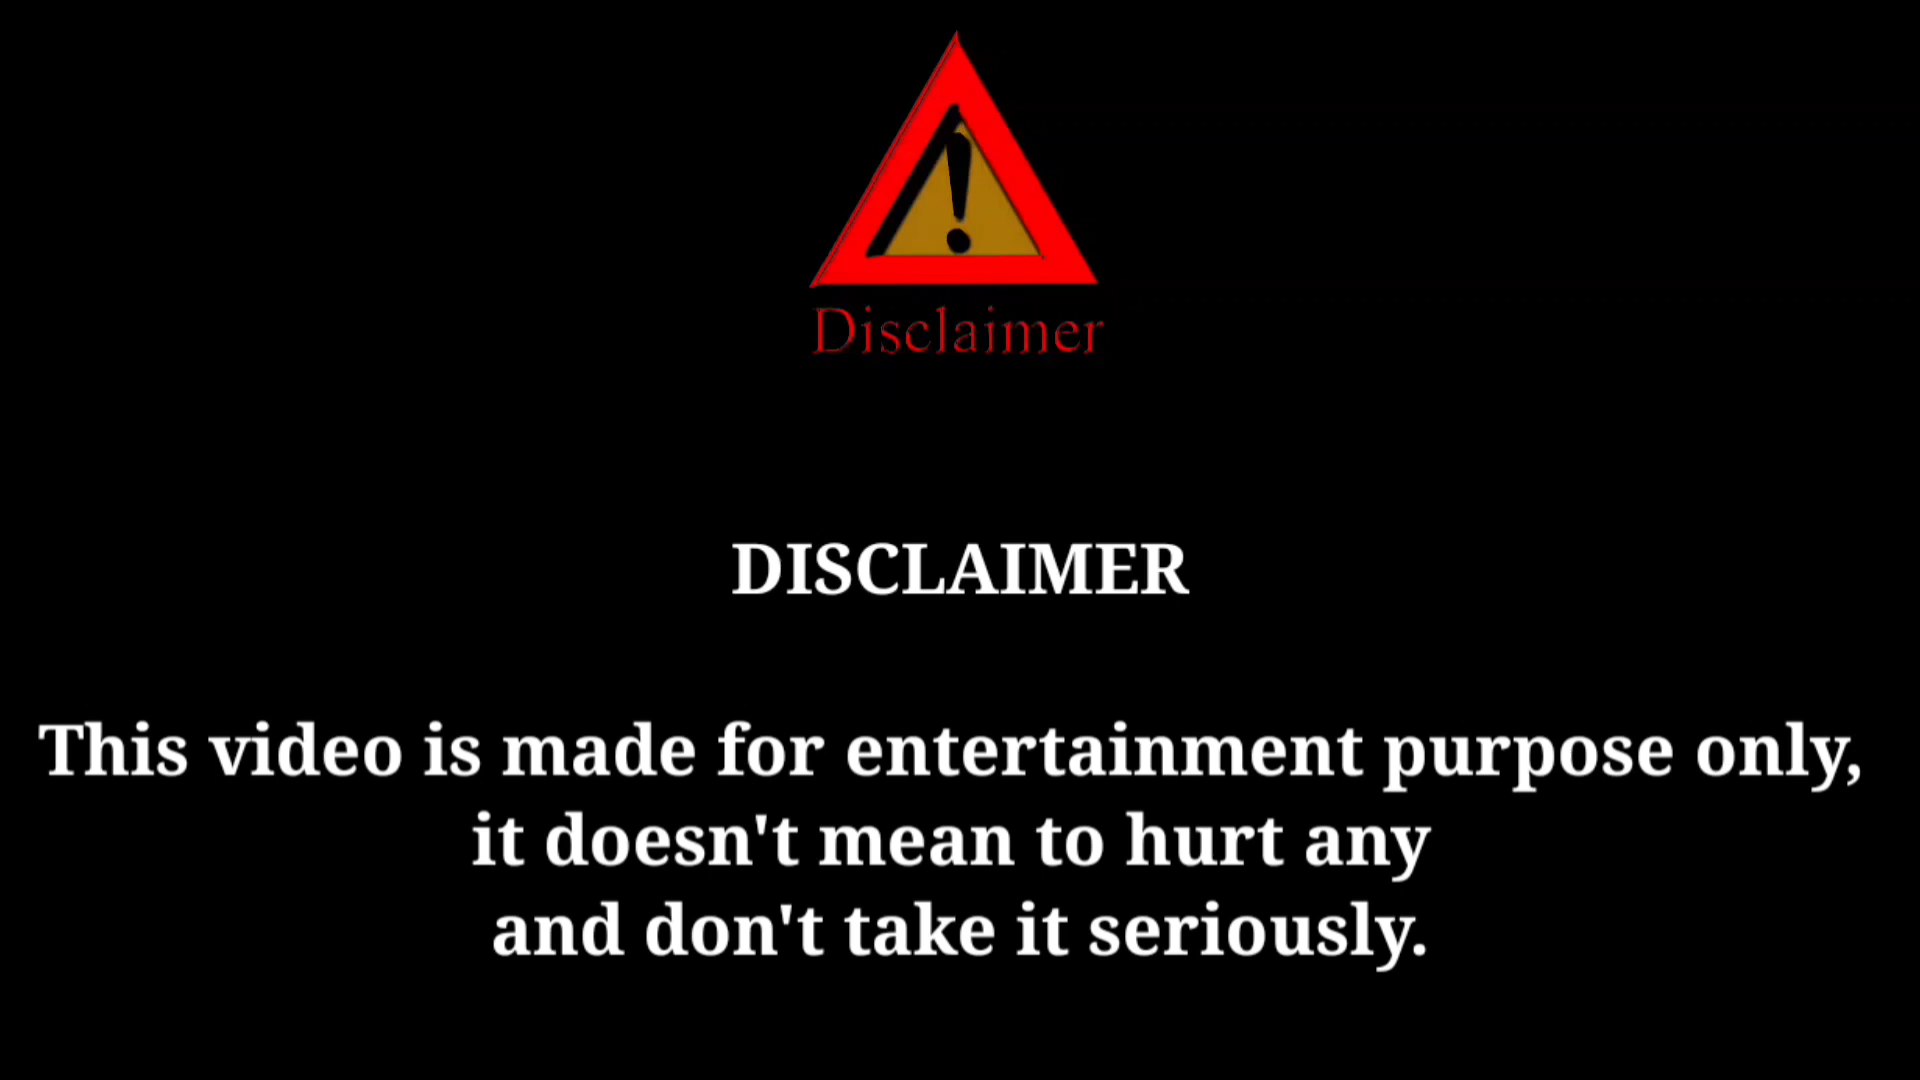 Disclaimer
DISCLAIMER
This video is made for entertainment purpose only,
it doesn't mean to hurt any
and don't take it seriously.